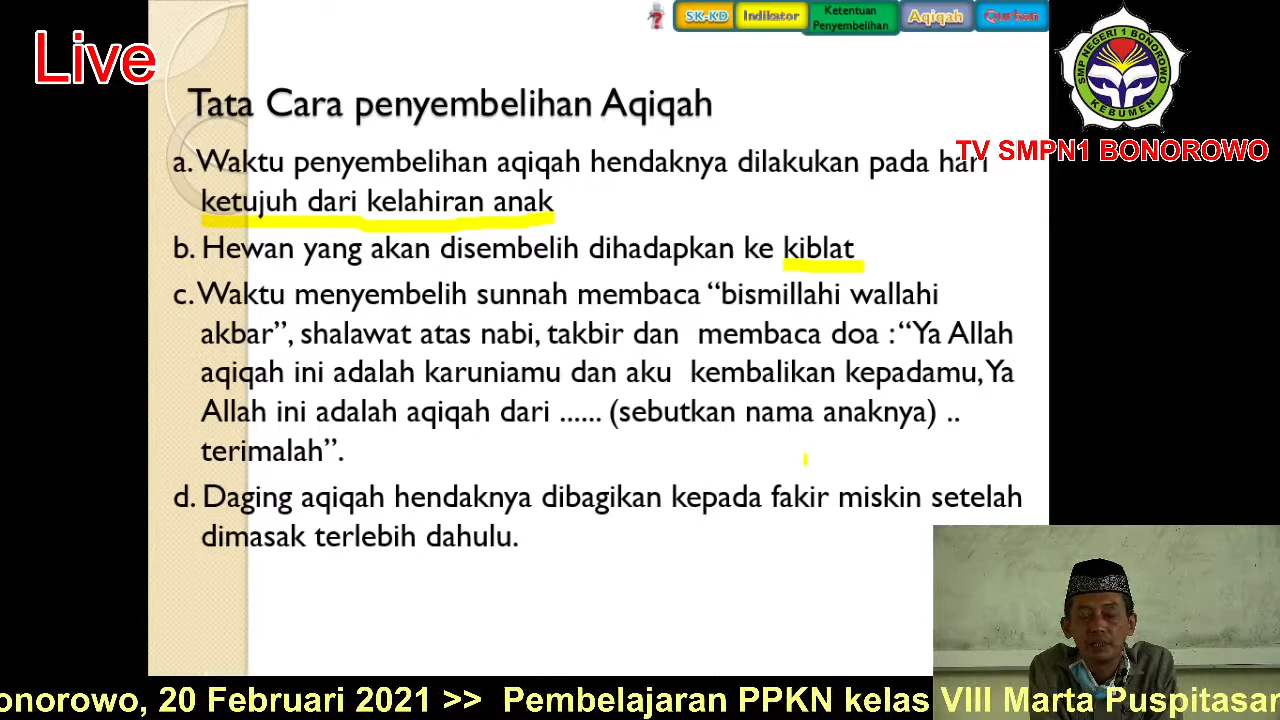 Live
SK-KD
Indikator
Ketentuan
Penyembelihan
Aqiqah
Qurban
SMP NEGERI 1 BONOROWO
KEBUMEN
TV SMPN1 BONOROWO
Tata Cara penyembelihan Aqiqah
a. Waktu penyembelihan aqiqah hendaknya dilakukan pada hari
ketujuh dari kelahiran anak
b. Hewan yang akan disembelih dihadapkan ke kiblat
c. Waktu menyembelih sunnah membaca “bismillahi wallahi
akbar”, shalawat atas nabi, takbir dan membaca doa : “Ya Allah
aqiqah ini adalah karuniamu dan aku kembalikan kepadamu, Ya
Allah ini adalah aqiqah dari ...... (sebutkan nama anaknya) ..
terimalah”.
d. Daging aqiqah hendaknya dibagikan kepada fakir miskin setelah
dimasak terlebih dahulu.
onorowo, 20 Februari 2021 >> Pembelajaran PPKN kelas VIII Marta Puspitasar